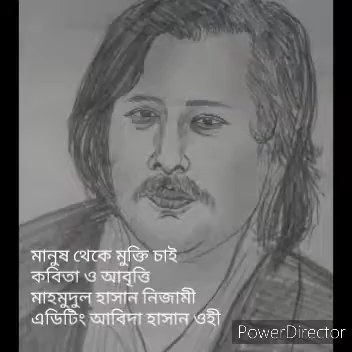 মানুষ থেকে মুক্তি চাই
কবিতা ও আবৃত্তি
মাহমুদুল হাসান নিজামী
এডিটিং আবিদা হাসান ওহী
PowerDirector